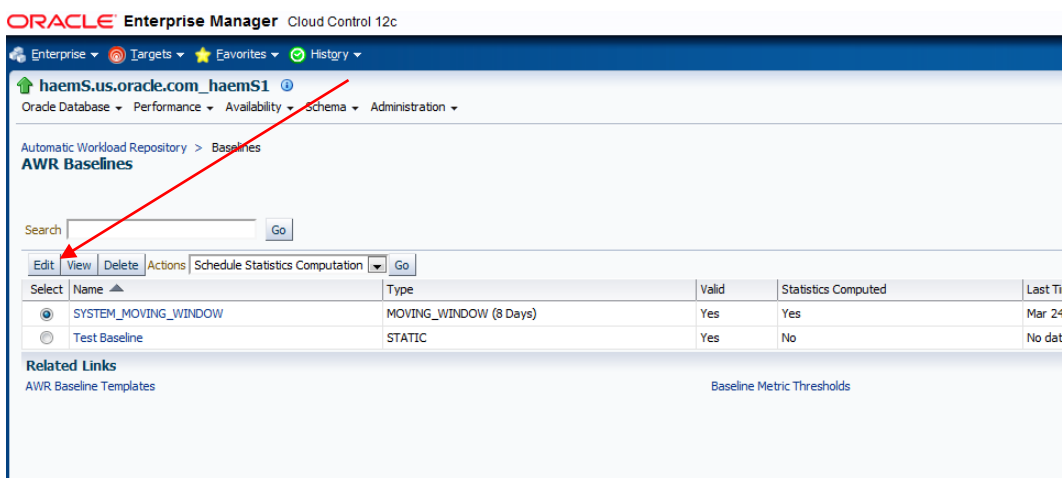 ORACLE Enterprise Manager Cloud Control 12c
Enterprise Targets Favorites History
haemS.us.oracle.com_haemS1
Oracle Database Performance Availability Schema Administration
Automatic Workload Repository > Baselines
AWR Baselines
Search Go
Edit View Delete Actions Schedule Statistics Computation Go
Select Name Type Valid Statistics Computed Last Ti
SYSTEM_MOVING_WINDOW MOVING_WINDOW (8 Days) Yes Yes Mar 24
Test Baseline STATIC Yes No No dat
Related Links
AWR Baseline Templates Baseline Metric Thresholds